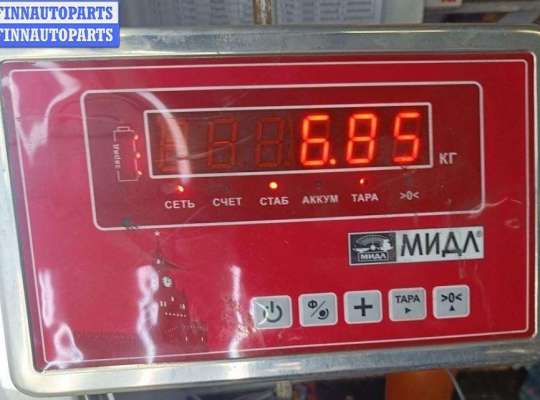 FINNAUTOPARTS
FINNAUTOPARTS
Заряд
6.85
кг
СЕТЬ СЧЕТ СТАБ АККУМ ТАРА >0<
МИДЛ МИДЛ®
Ф/ + ТАРА >0<